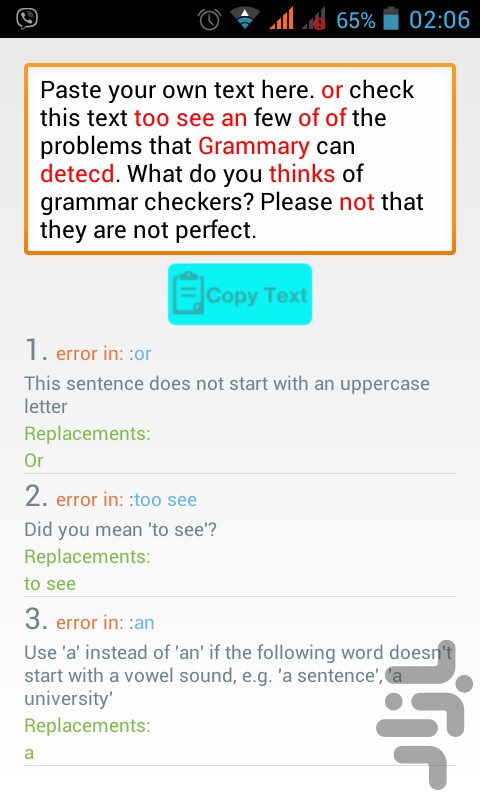 65% 02:06
Paste your own text here. or check
this text too see an few of of the
problems that Grammary can
detecd. What do you thinks of
grammar checkers? Please not that
they are not perfect.
Copy Text
1. error in: :or
This sentence does not start with an uppercase
letter
Replacements:
Or
2. error in: :too see
Did you mean 'to see'?
Replacements:
to see
3. error in: :an
Use 'a' instead of 'an' if the following word doesn't
start with a vowel sound, e.g. 'a sentence', 'a
university'
Replacements:
a